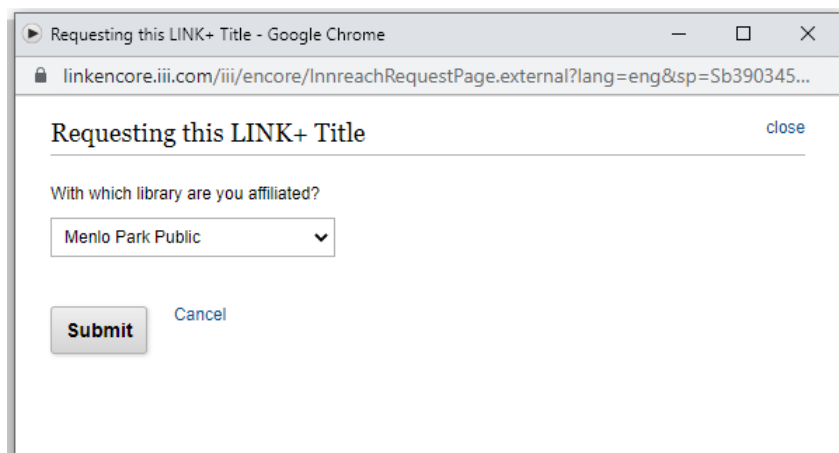 Requesting this LINK+ Title - Google Chrome
linkencore.iii.com/iii/encore/InnreachRequestPage.external?lang=eng&sp=Sb390345...
Requesting this LINK+ Title
close
With which library are you affiliated?
Menlo Park Public
Submit
Cancel